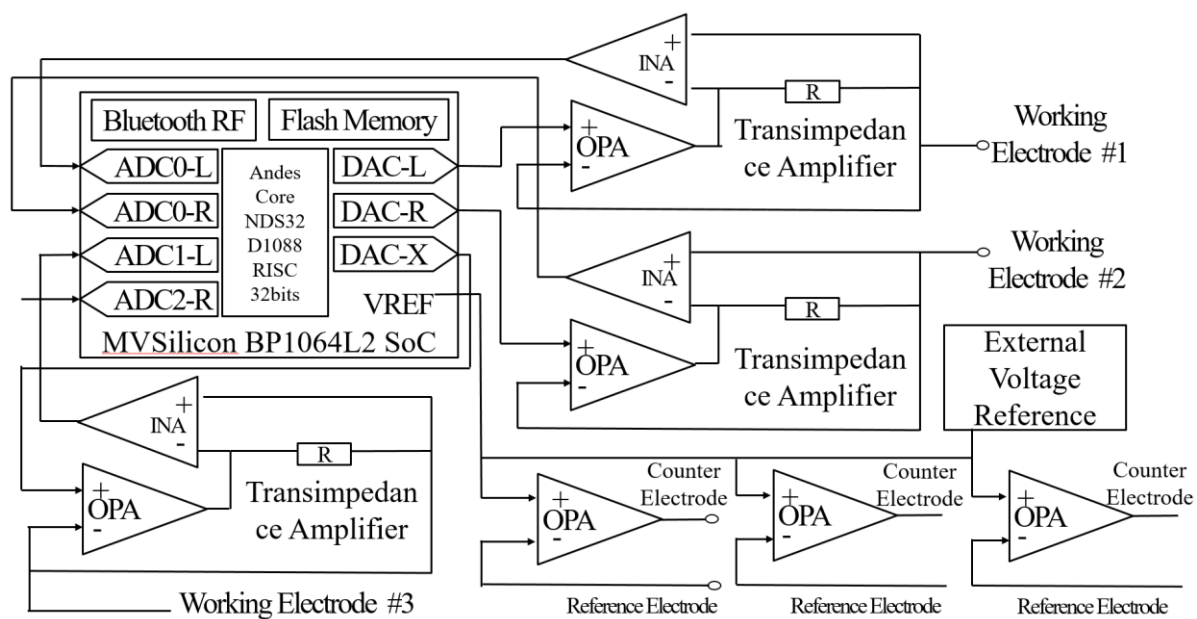 +
INA
-
R
Bluetooth RF
Flash Memory
+
OPA
-
Transimpedan
ce Amplifier
Working
Electrode #1
ADC0-L
ADC0-R
ADC1-L
ADC2-R
Andes
Core
NDS32
D1088
RISC
32bits
DAC-L
DAC-R
DAC-X
VREF
MVSilicon BP1064L2 SoC
+
INA
-
R
Working
Electrode #2
+
OPA
-
Transimpedan
ce Amplifier
External
Voltage
Reference
+
INA
-
R
+
OPA
-
Transimpedan
ce Amplifier
Working Electrode #3
Counter
Electrode
+
OPA
-
Reference Electrode
Counter
Electrode
+
OPA
-
Reference Electrode
Counter
Electrode
+
OPA
-
Reference Electrode